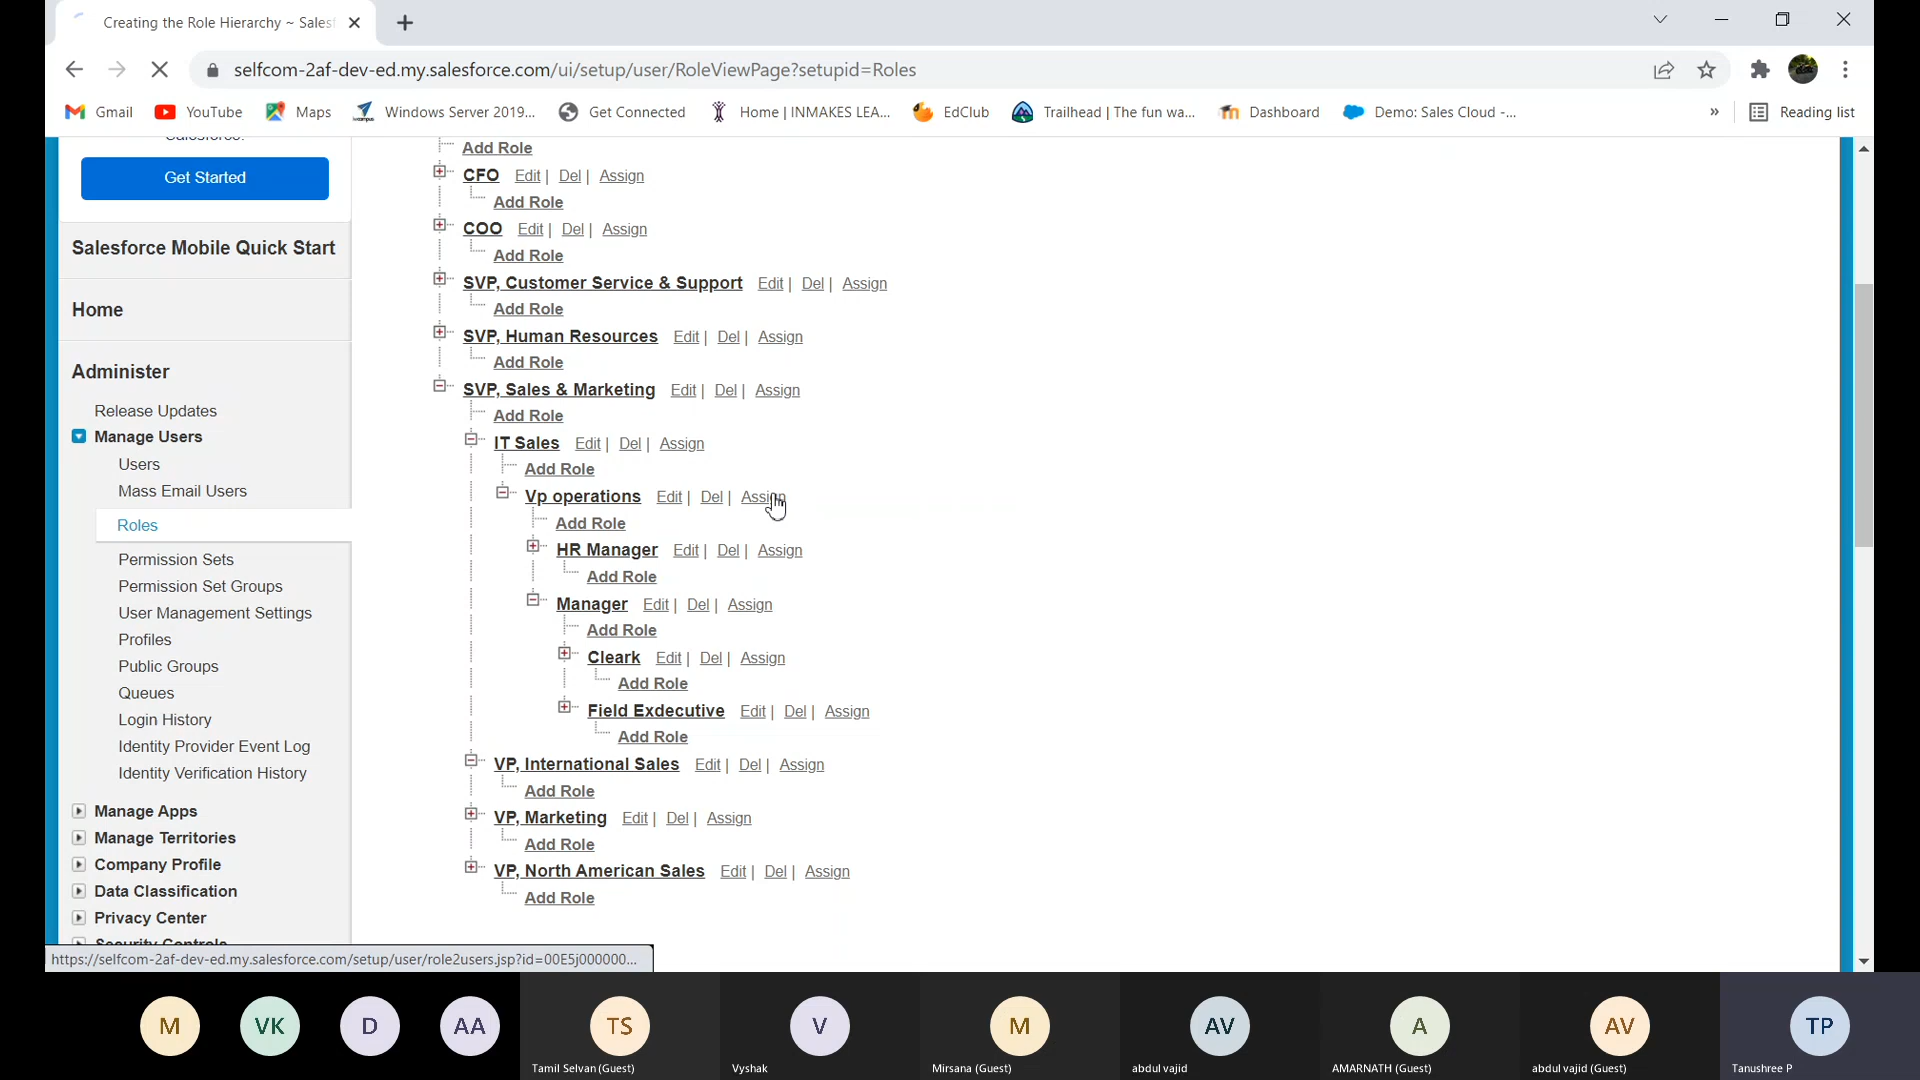 Creating the Role Hierarchy ~ Sales
selfcom-2af-dev-ed.my.salesforce.com/ui/setup/user/RoleViewPage?setupid=Roles
Gmail YouTube Maps Windows Server 2019... Get Connected Home | INMAKES LEA... EdClub Trailhead | The fun wa... Dashboard Demo: Sales Cloud -... » Reading list
Salesforce.
Get Started
Salesforce Mobile Quick Start
Home
Administer
Release Updates
Manage Users
Users
Mass Email Users
Roles
Permission Sets
Permission Set Groups
User Management Settings
Profiles
Public Groups
Queues
Login History
Identity Provider Event Log
Identity Verification History
Manage Apps
Manage Territories
Company Profile
Data Classification
Privacy Center
Security Controls
Add Role
CFO Edit | Del | Assign
Add Role
COO Edit | Del | Assign
Add Role
SVP, Customer Service & Support Edit | Del | Assign
Add Role
SVP, Human Resources Edit | Del | Assign
Add Role
SVP, Sales & Marketing Edit | Del | Assign
Add Role
IT Sales Edit | Del | Assign
Add Role
Vp operations Edit | Del | Assign
Add Role
HR Manager Edit | Del | Assign
Add Role
Manager Edit | Del | Assign
Add Role
Cleark Edit | Del | Assign
Add Role
Field Exdecutive Edit | Del | Assign
Add Role
VP, International Sales Edit | Del | Assign
Add Role
VP, Marketing Edit | Del | Assign
Add Role
VP, North American Sales Edit | Del | Assign
Add Role
https://selfcom-2af-dev-ed.my.salesforce.com/setup/user/role2users.jsp?id=00E5j000000...
M VK D AA TS V M AV A AV TP
Tamil Selvan (Guest) Vyshak Mirsana (Guest) abdul vajid AMARNATH (Guest) abdul vajid (Guest) Tanushree P